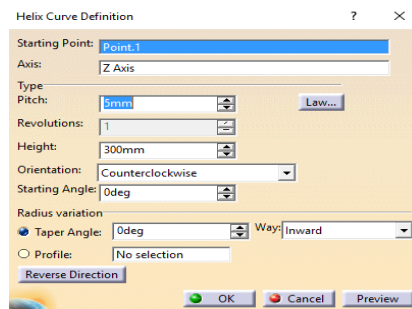 Helix Curve Definition ? ×
Starting Point: Point.1
Axis: Z Axis
Type
Pitch: 5mm Law...
Revolutions: 1
Height: 300mm
Orientation: Counterclockwise
Starting Angle: 0deg
Radius variation
Taper Angle: 0deg Way: Inward
Profile: No selection
Reverse Direction
OK Cancel Preview